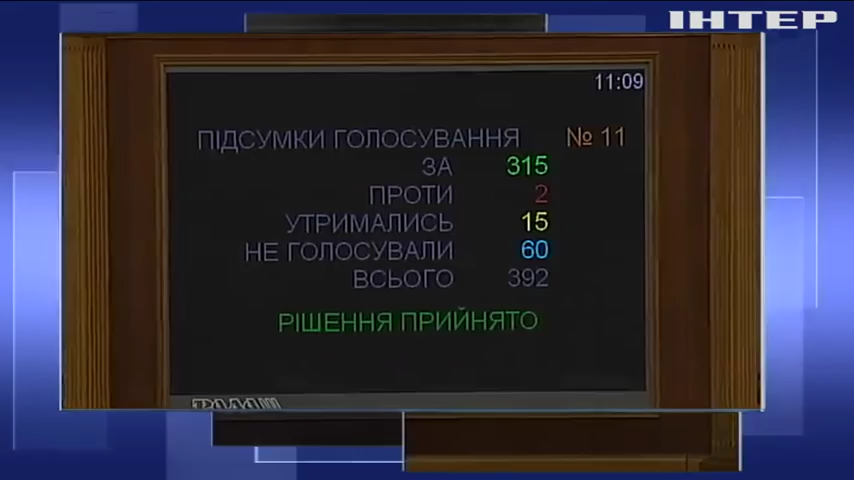 ІНТЕР
11:09
ПІДСУМКИ ГОЛОСУВАННЯ № 11
ЗА 315
ПРОТИ 2
УТРИМАЛИСЬ 15
НЕ ГОЛОСУВАЛИ 60
ВСЬОГО 392
РІШЕННЯ ПРИЙНЯТО